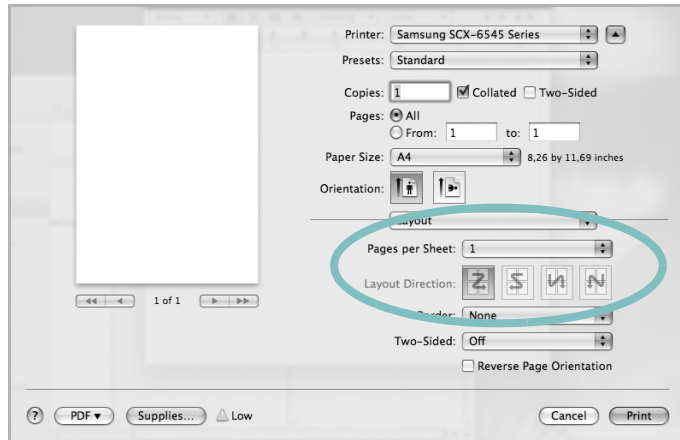 Printer: Samsung SCX-6545 Series
Presets: Standard
Copies: 1 Collated Two-Sided
Pages: All
From: 1 to: 1
Paper Size: A4 8,26 by 11,69 inches
Orientation:
Layout
Pages per Sheet: 1
Layout Direction:
1 of 1
Border: None
Two-Sided: Off
Reverse Page Orientation
? PDF Supplies... Low Cancel Print